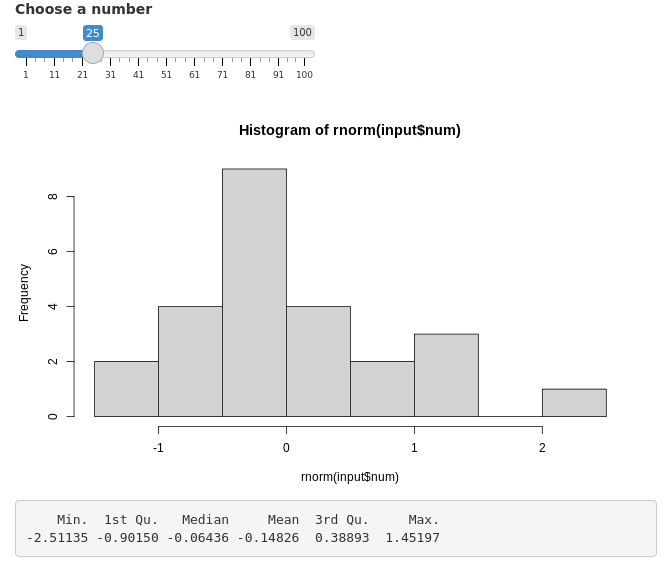 Choose a number
1 25 100
1 11 21 31 41 51 61 71 81 91 100
Histogram of rnorm(input$num)
Frequency
8
6
4
2
0
-1 0 1 2
rnorm(input$num)
Min. 1st Qu. Median Mean 3rd Qu. Max.
-2.51135 -0.90150 -0.06436 -0.14826 0.38893 1.45197